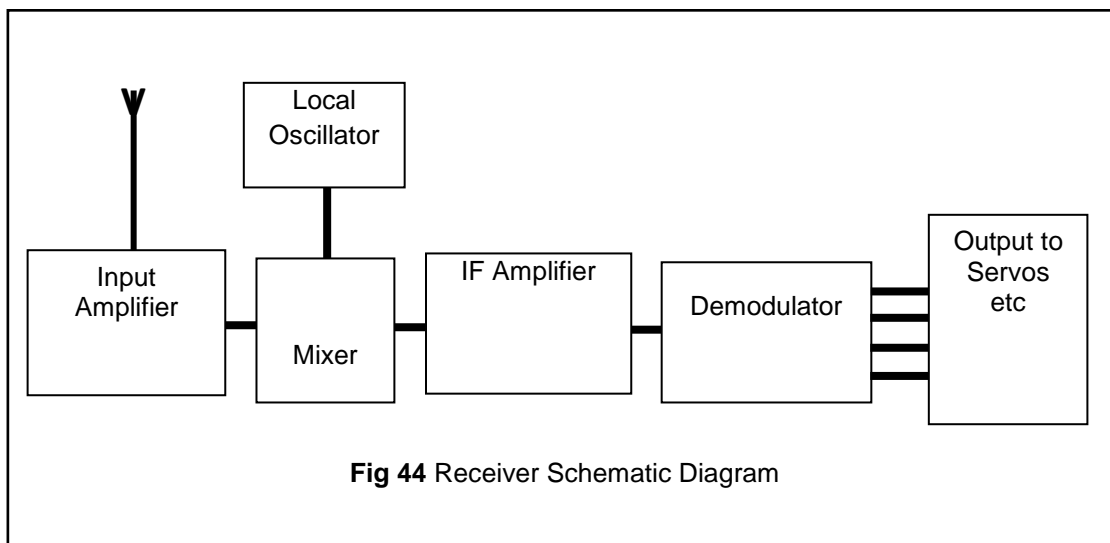 Local
Oscillator
Input
Amplifier
Mixer
IF Amplifier
Demodulator
Output to
Servos
etc
Fig 44 Receiver Schematic Diagram